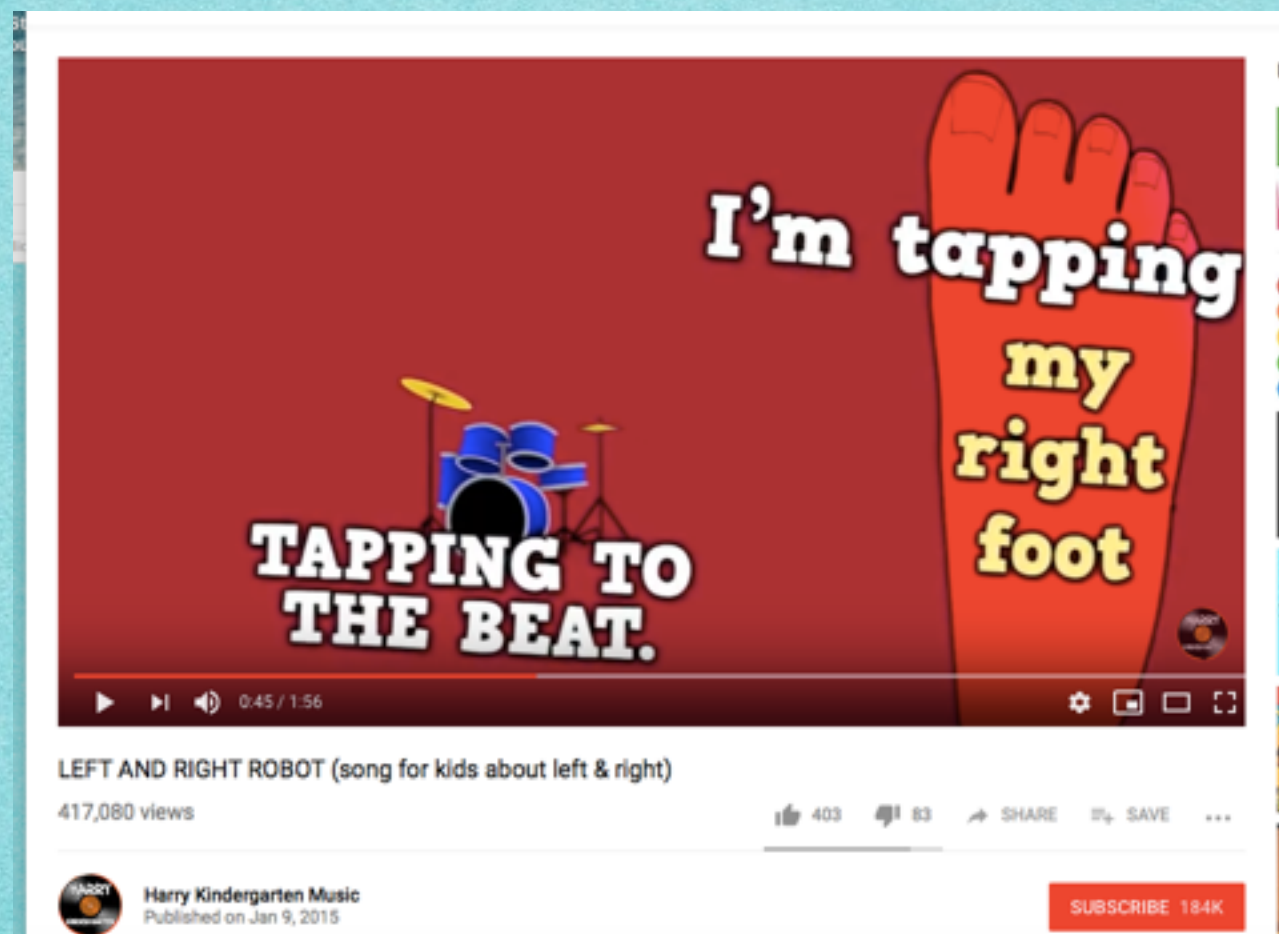 I'm tapping
my
right
foot
TAPPING TO
THE BEAT.
HARRY
0:45 / 1:56
LEFT AND RIGHT ROBOT (song for kids about left & right)
417,080 views
403
83
SHARE
SAVE
HARRY
Harry Kindergarten Music
Published on Jan 9, 2015
SUBSCRIBE 184K